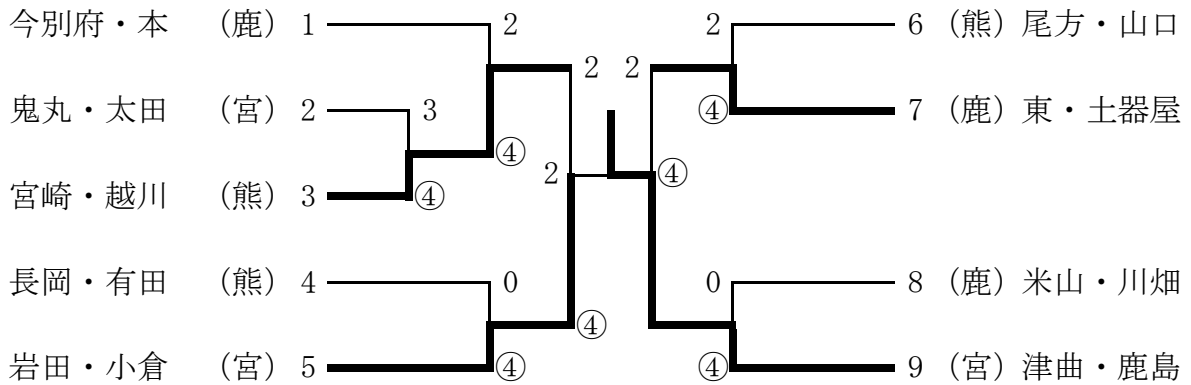 今別府・本 （鹿） 1 2 2 6 （熊） 尾方・山口
2 2
鬼丸・太田 （宮） 2 3 ④ 7 （鹿） 東・土器屋
④ 2 ④
宮崎・越川 （熊） 3 ④
長岡・有田 （熊） 4 0 0 8 （鹿） 米山・川畑
④
岩田・小倉 （宮） 5 ④ ④ 9 （宮） 津曲・鹿島